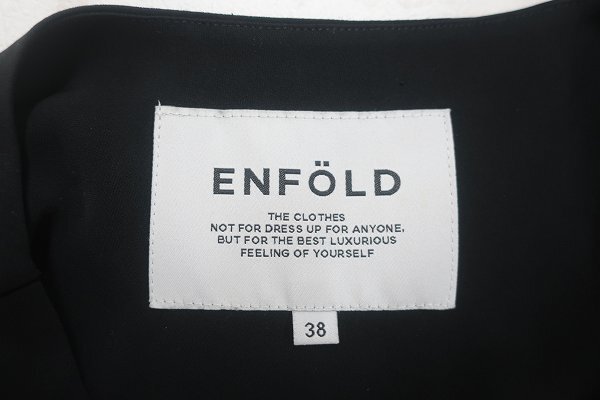 ENFÖLD
THE CLOTHES
NOT FOR DRESS UP FOR ANYONE,
BUT FOR THE BEST LUXURIOUS
FEELING OF YOURSELF
38